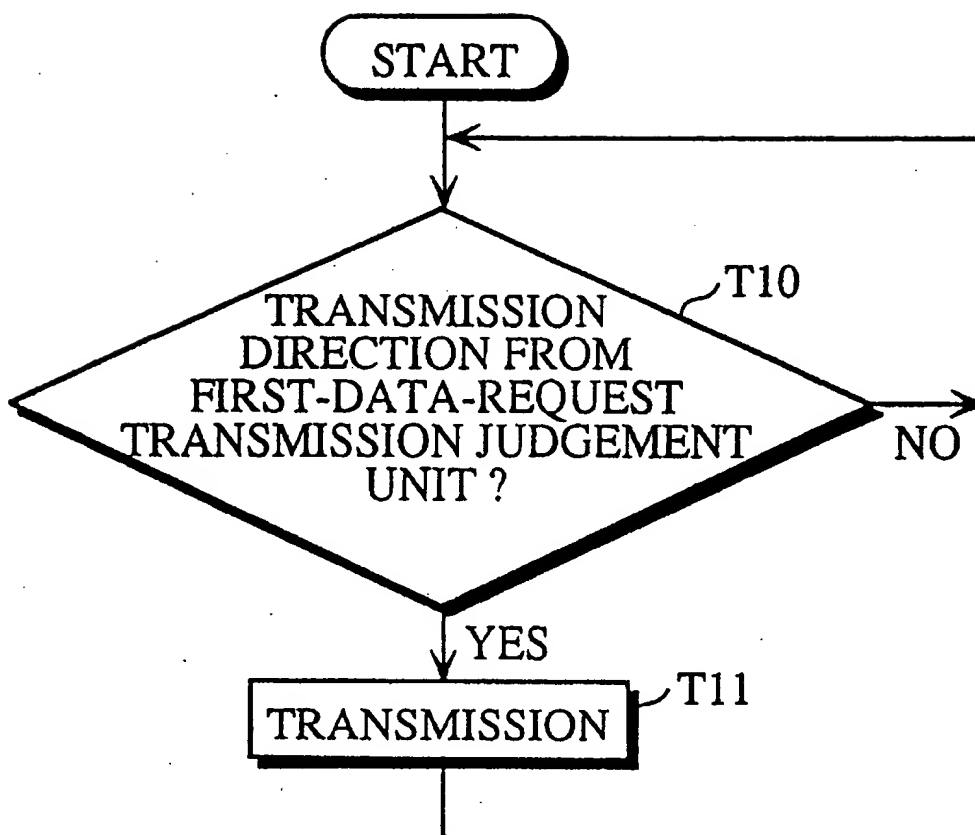 START
T10
TRANSMISSION
DIRECTION FROM
FIRST-DATA-REQUEST
TRANSMISSION JUDGEMENT
UNIT ?
NO
YES
T11
TRANSMISSION